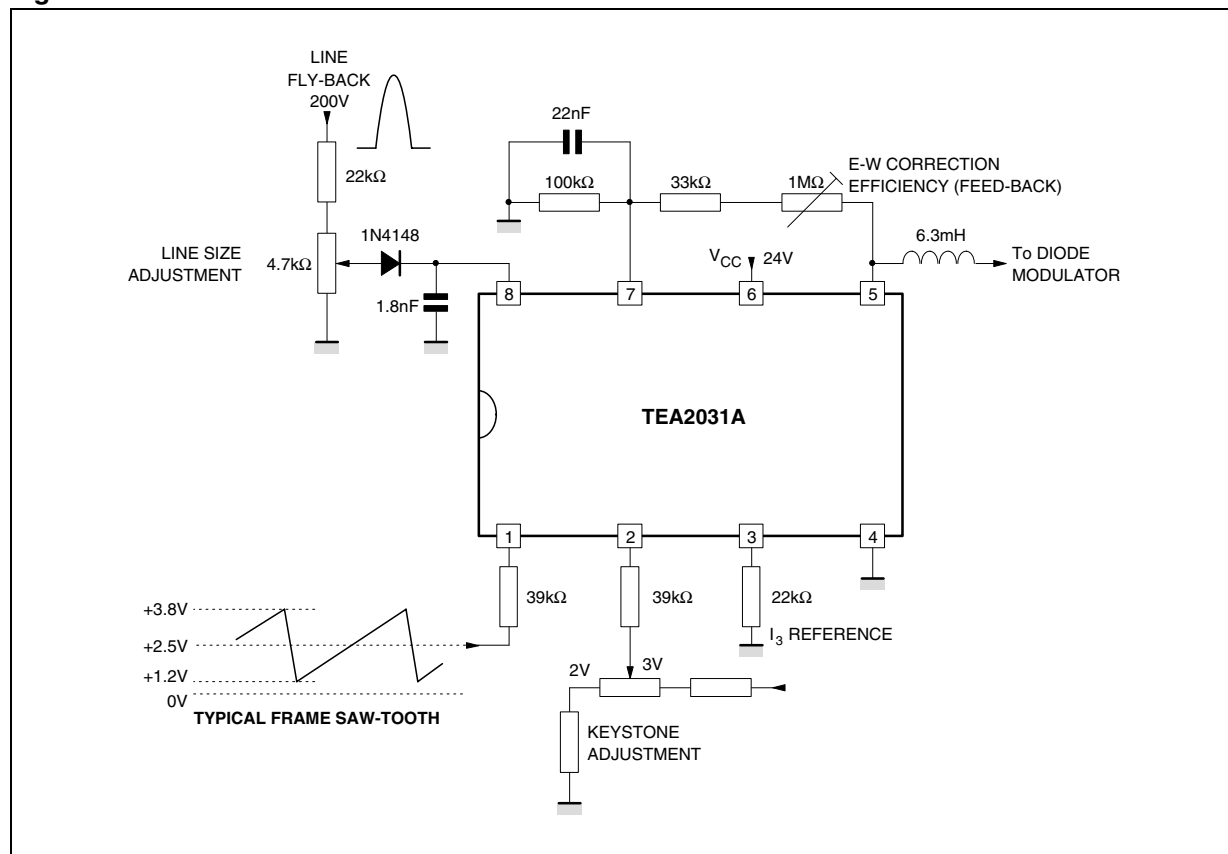 LINE
FLY-BACK
200V
22kΩ
LINE SIZE
ADJUSTMENT
4.7kΩ
1N4148
1.8nF
22nF
100kΩ
33kΩ
1MΩ
E-W CORRECTION
EFFICIENCY (FEED-BACK)
VCC
24V
6.3mH
To DIODE
MODULATOR
8
7
6
5
TEA2031A
1
2
3
4
39kΩ
39kΩ
22kΩ
I3 REFERENCE
+3.8V
+2.5V
+1.2V
0V
TYPICAL FRAME SAW-TOOTH
2V
3V
KEYSTONE
ADJUSTMENT